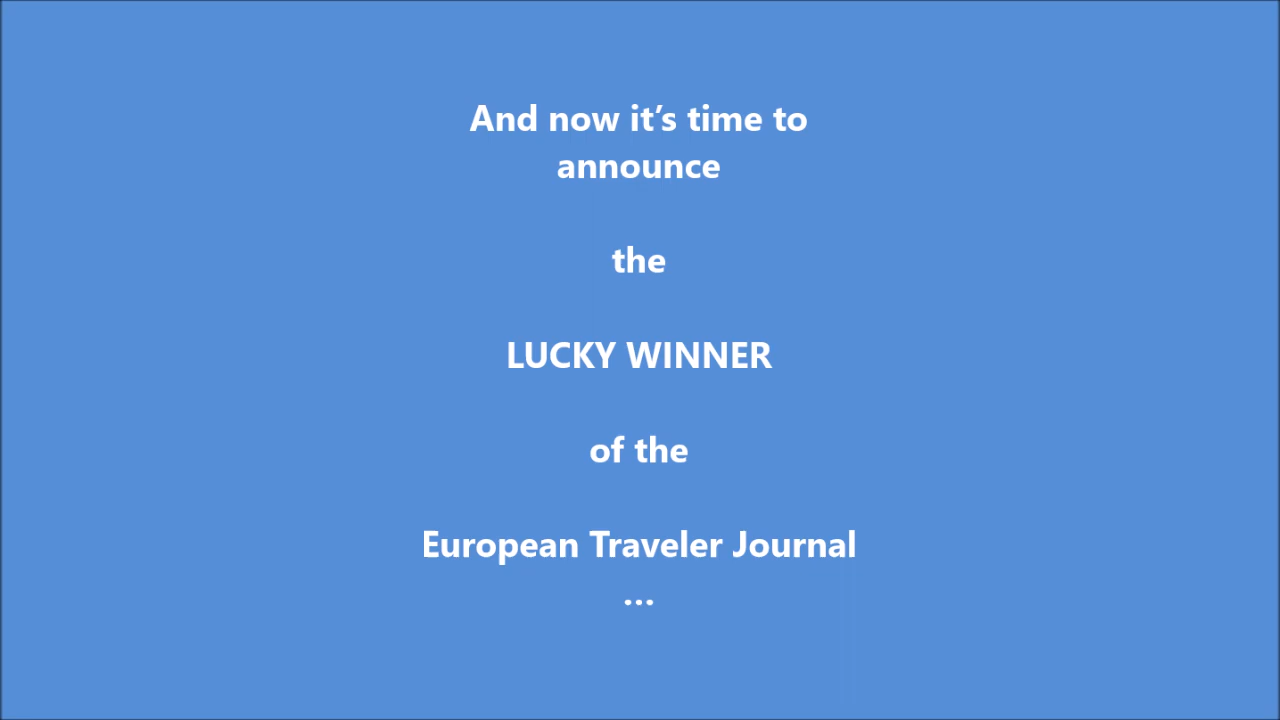 And now it’s time to
announce
the
LUCKY WINNER
of the
European Traveler Journal
...